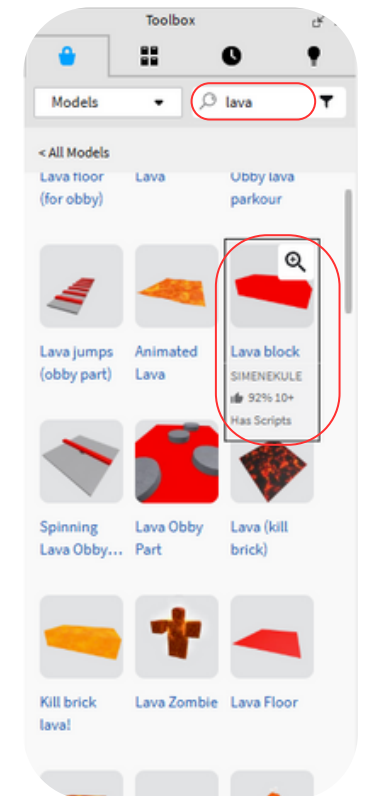 Toolbox
Models
lava
< All Models
Lava floor
(for obby)
Lava
Obby lava
parkour
Lava jumps
(obby part)
Animated
Lava
Lava block
SIMENEKULE
92% 10+
Has Scripts
Spinning
Lava Obby...
Lava Obby
Part
Lava (kill
brick)
Kill brick
lava!
Lava Zombie
Lava Floor